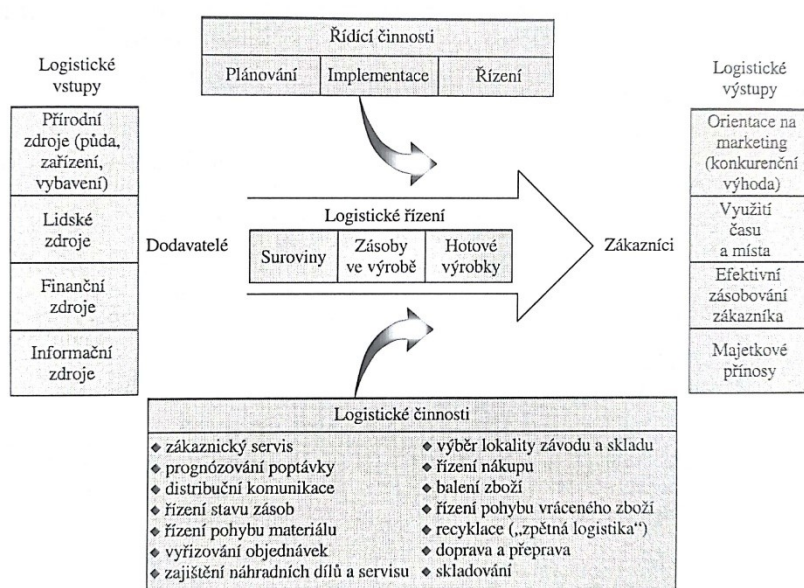 Řídící činnosti
Plánování
Implementace
Řízení
Logistické
vstupy
Přírodní
zdroje (půda,
zařízení,
vybavení)
Lidské
zdroje
Finanční
zdroje
Informační
zdroje
Dodavatelé
Logistické řízení
Suroviny
Zásoby
ve výrobě
Hotové
výrobky
Zákazníci
Logistické
výstupy
Orientace na
marketing
(konkurenční
výhoda)
Využití
času
a místa
Efektivní
zásobování
zákazníka
Majetkové
přínosy
Logistické činnosti
◆ zákaznický servis
◆ prognózování poptávky
◆ distribuční komunikace
◆ řízení stavu zásob
◆ řízení pohybu materiálu
◆ vyřizování objednávek
◆ zajištění náhradních dílů a servisu
◆ výběr lokality závodu a skladu
◆ řízení nákupu
◆ balení zboží
◆ řízení pohybu vráceného zboží
◆ recyklace („zpětná logistika“)
◆ doprava a přeprava
◆ skladování